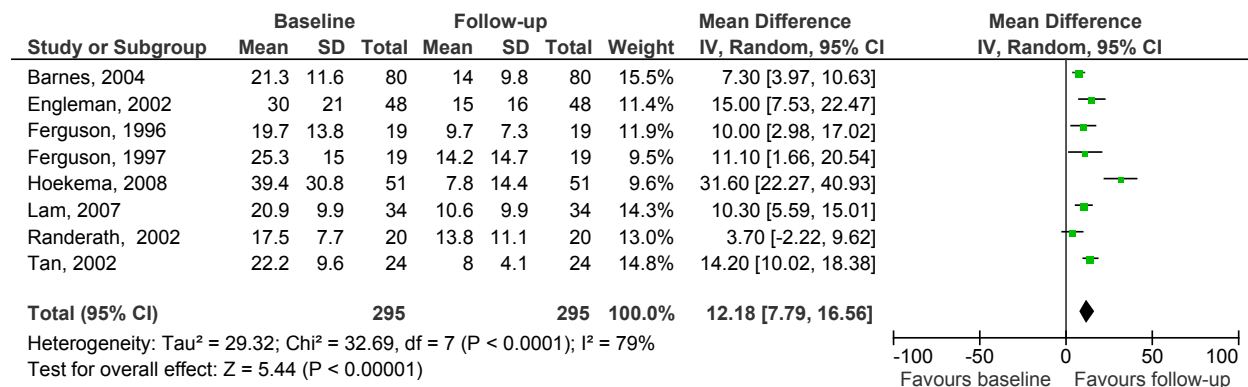 Baseline Follow-up Mean Difference Mean Difference
Study or Subgroup Mean SD Total Mean SD Total Weight IV, Random, 95% CI IV, Random, 95% CI
Barnes, 2004 21.3 11.6 80 14 9.8 80 15.5% 7.30 [3.97, 10.63]
Engleman, 2002 30 21 48 15 16 48 11.4% 15.00 [7.53, 22.47]
Ferguson, 1996 19.7 13.8 19 9.7 7.3 19 11.9% 10.00 [2.98, 17.02]
Ferguson, 1997 25.3 15 19 14.2 14.7 19 9.5% 11.10 [1.66, 20.54]
Hoekema, 2008 39.4 30.8 51 7.8 14.4 51 9.6% 31.60 [22.27, 40.93]
Lam, 2007 20.9 9.9 34 10.6 9.9 34 14.3% 10.30 [5.59, 15.01]
Randerath, 2002 17.5 7.7 20 13.8 11.1 20 13.0% 3.70 [-2.22, 9.62]
Tan, 2002 22.2 9.6 24 8 4.1 24 14.8% 14.20 [10.02, 18.38]
Total (95% CI) 295 295 100.0% 12.18 [7.79, 16.56]
Heterogeneity: Tau² = 29.32; Chi² = 32.69, df = 7 (P < 0.0001); I² = 79%
Test for overall effect: Z = 5.44 (P < 0.00001)
-100 -50 0 50 100
Favours baseline Favours follow-up